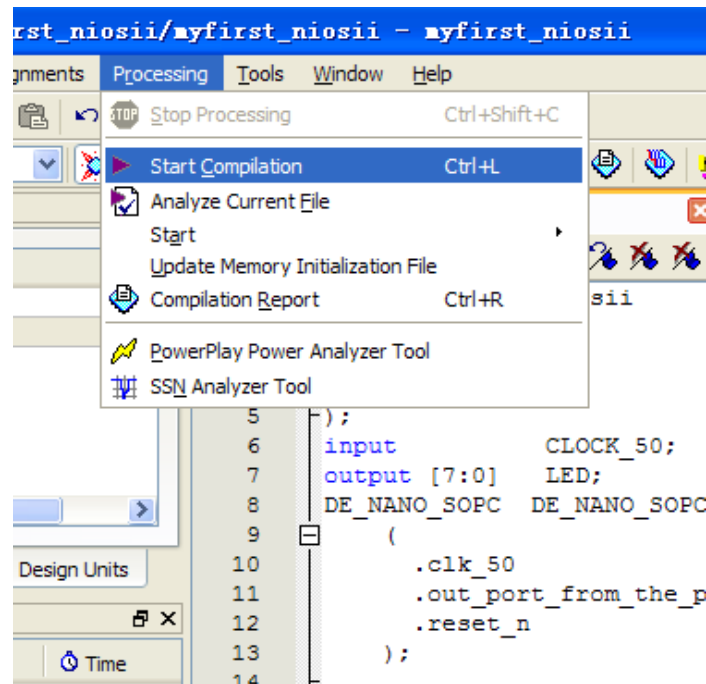 rst_niosii/myfirst_niosii - myfirst_niosii
gnments Processing Tools Window Help
Stop Processing Ctrl+Shift+C
Start Compilation Ctrl+L
Analyze Current File
Start
Update Memory Initialization File
Compilation Report Ctrl+R
sii
PowerPlay Power Analyzer Tool
SSN Analyzer Tool
5 );
6 input CLOCK_50;
7 output [7:0] LED;
8 DE_NANO_SOPC DE_NANO_SOPC
9 (
Design Units
10 .clk_50
11 .out_port_from_the_p
12 .reset_n
Time
13 );
14